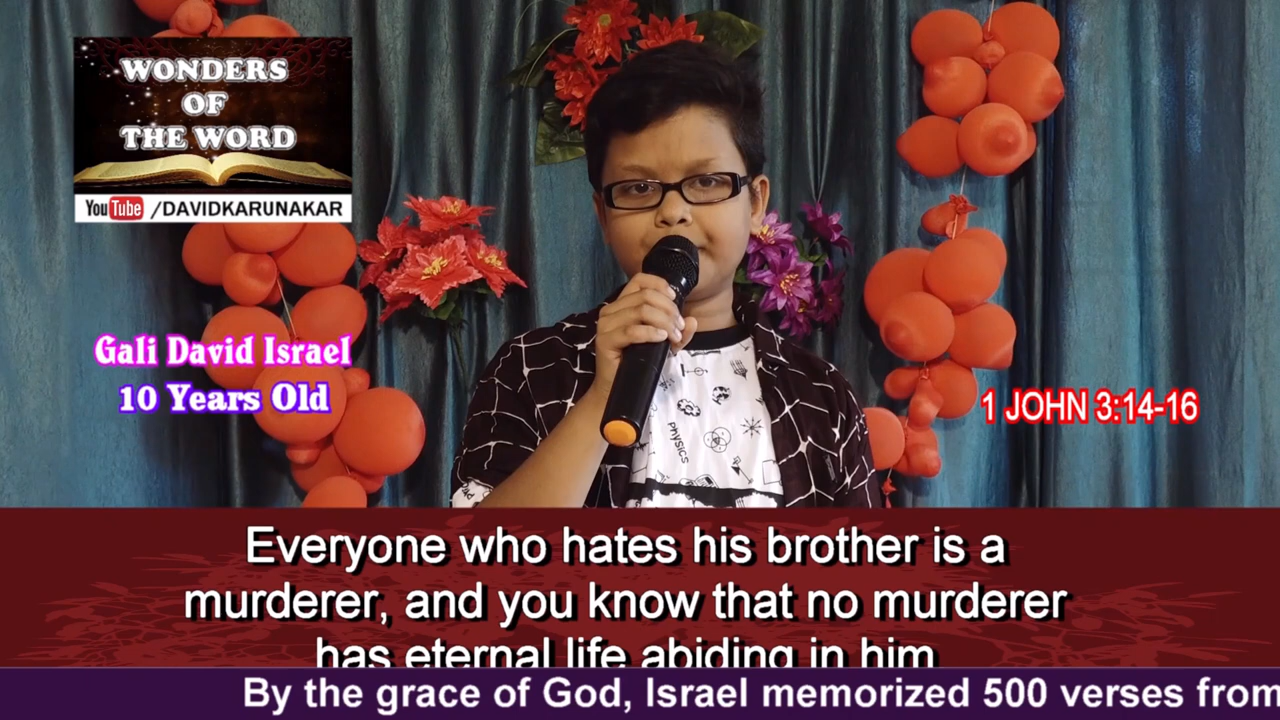 WONDERS
OF
THE WORD
YouTube /DAVIDKARUNAKAR
Gali David Israel
10 Years Old
PHYSICS
1 JOHN 3:14-16
Everyone who hates his brother is a
murderer, and you know that no murderer
has eternal life abiding in him
By the grace of God, Israel memorized 500 verses from